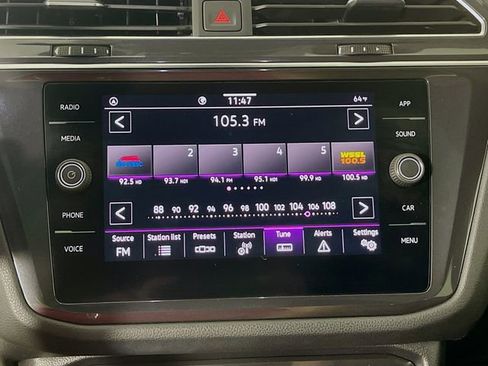 11:47
64°F
RADIO
APP
105.3 FM
MEDIA
SOUND
2 3 4 5
WSSL 100.5
92.5 HD 93.7 HD1 94.1 FM 95.1 HD1 99.9 HD 100.5 HD
88 90 92 94 96 98 100 102 104 106 108
PHONE
CAR
VOICE
MENU
Source Station list Presets Station Tune Alerts Settings
FM